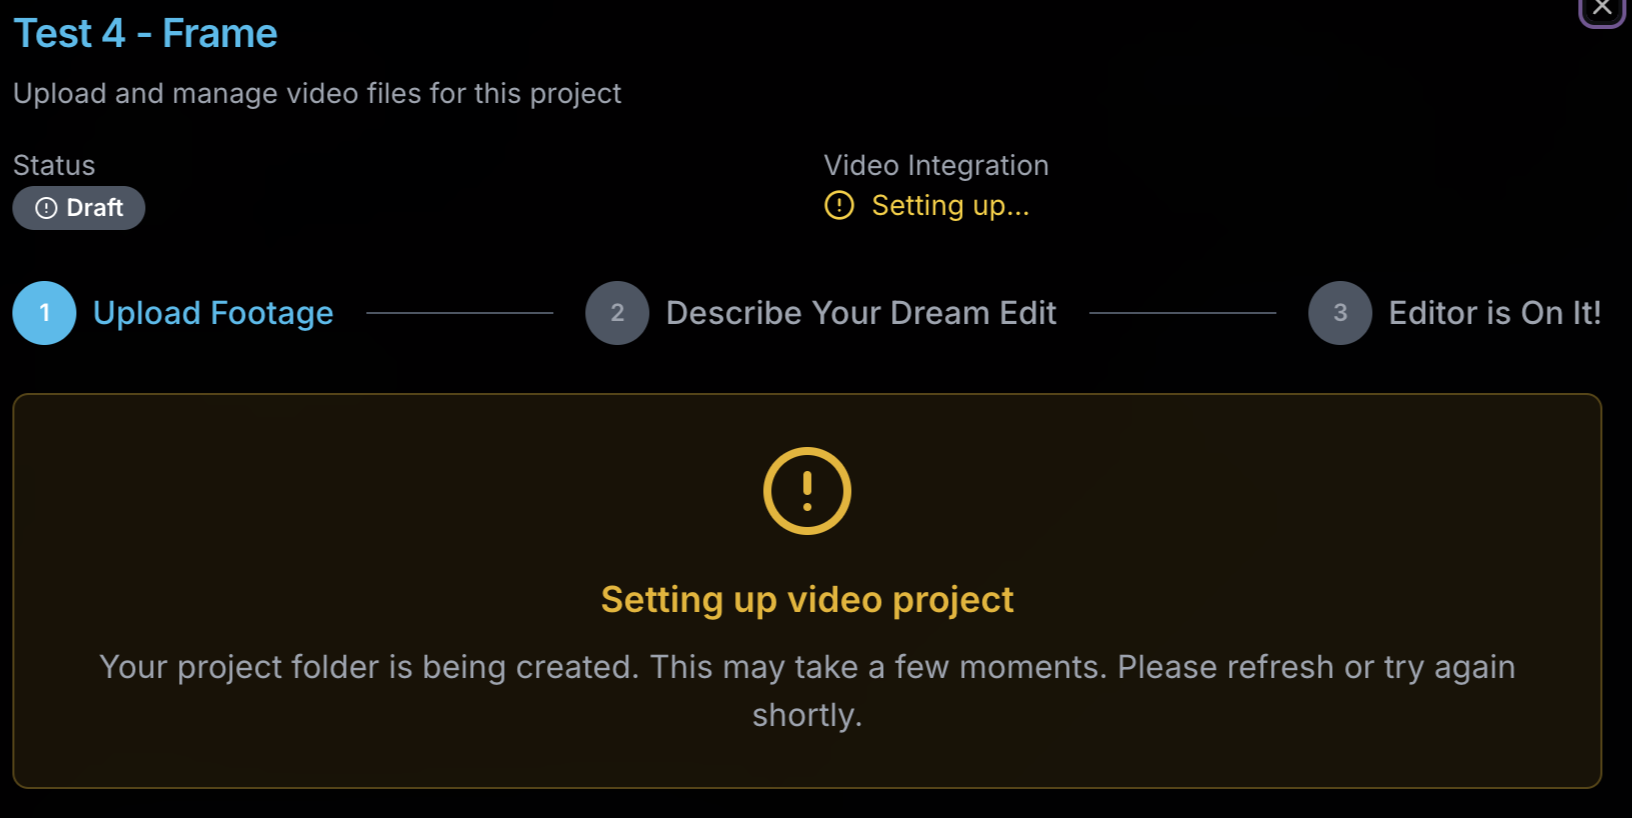 Test 4 - Frame
Upload and manage video files for this project
Status
Video Integration
Draft
Setting up...
1 Upload Footage
2 Describe Your Dream Edit
3 Editor is On It!
Setting up video project
Your project folder is being created. This may take a few moments. Please refresh or try again
shortly.